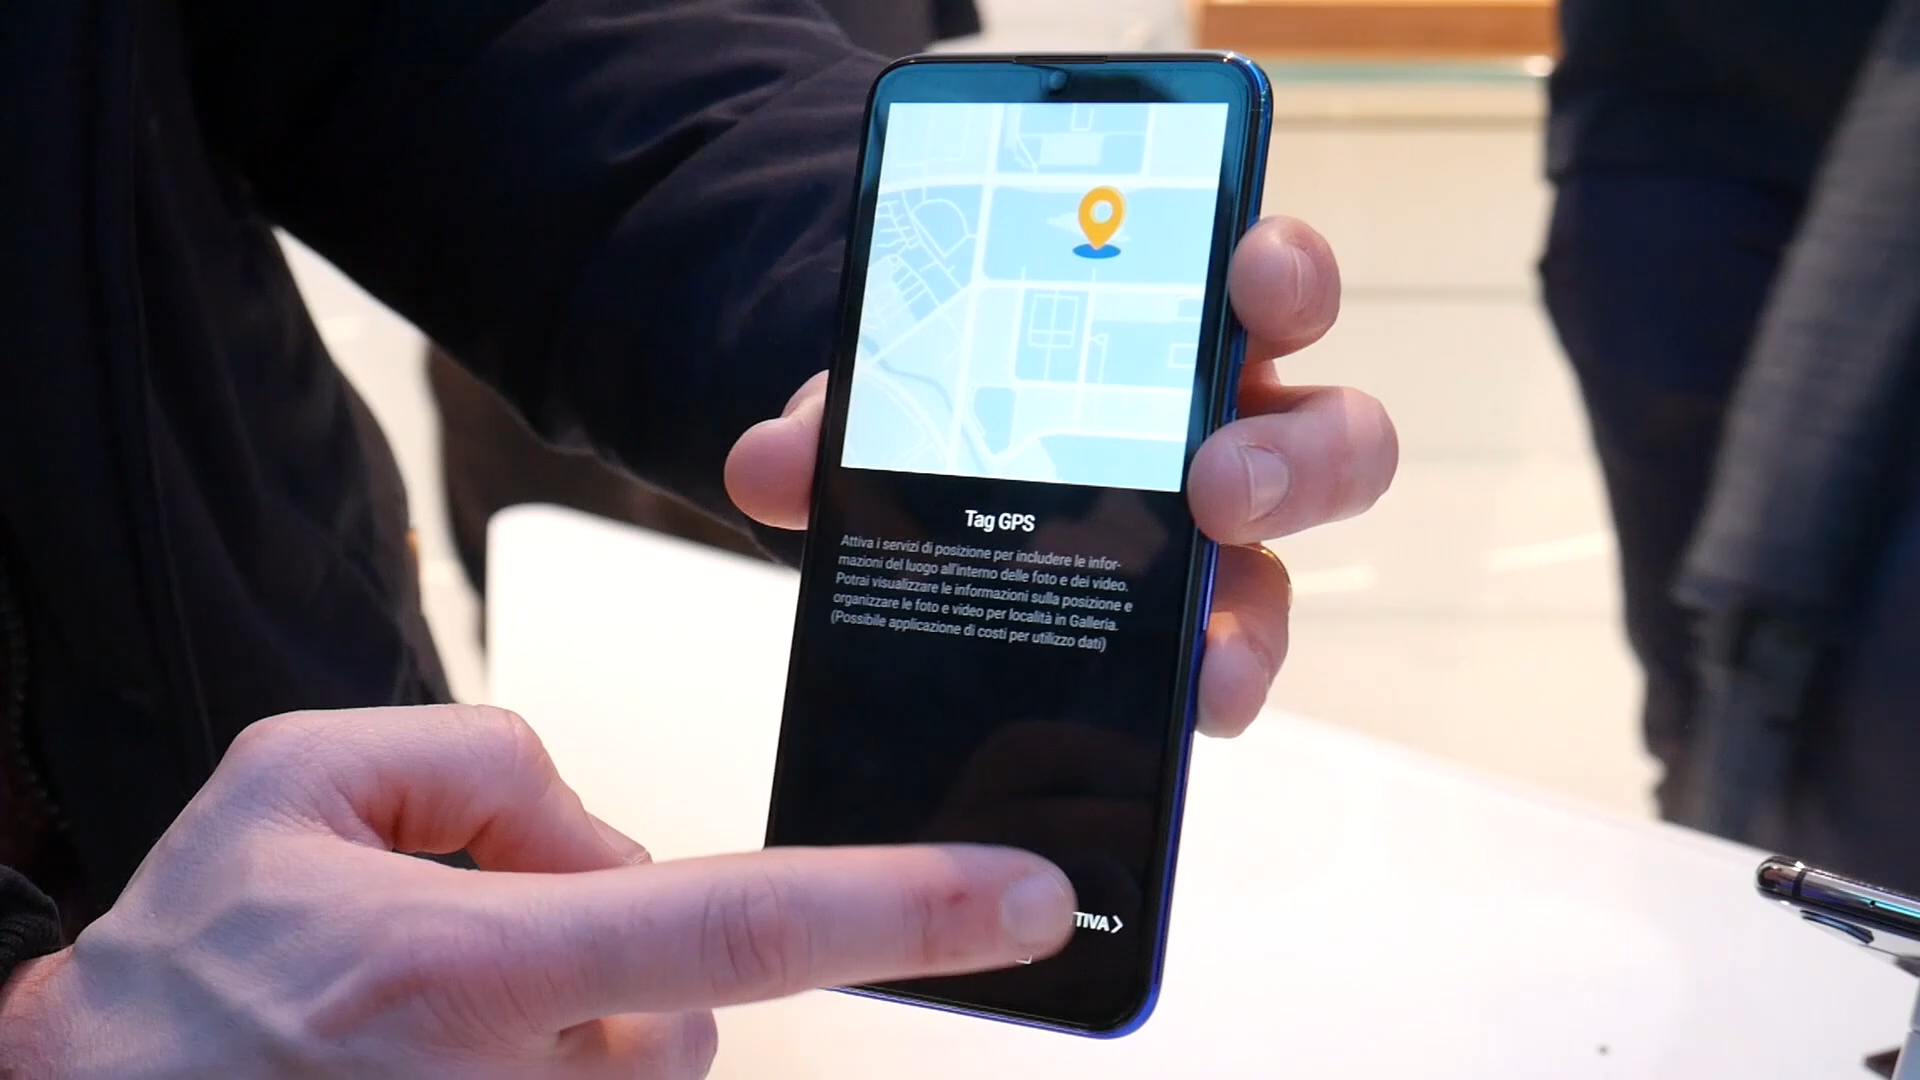 Tag GPS
Attiva i servizi di posizione per includere le infor-
mazioni del luogo all'interno delle foto e dei video.
Potrai visualizzare le informazioni sulla posizione e
organizzare le foto e video per località in Galleria.
(Possibile applicazione di costi per utilizzo dati)
TIVA >